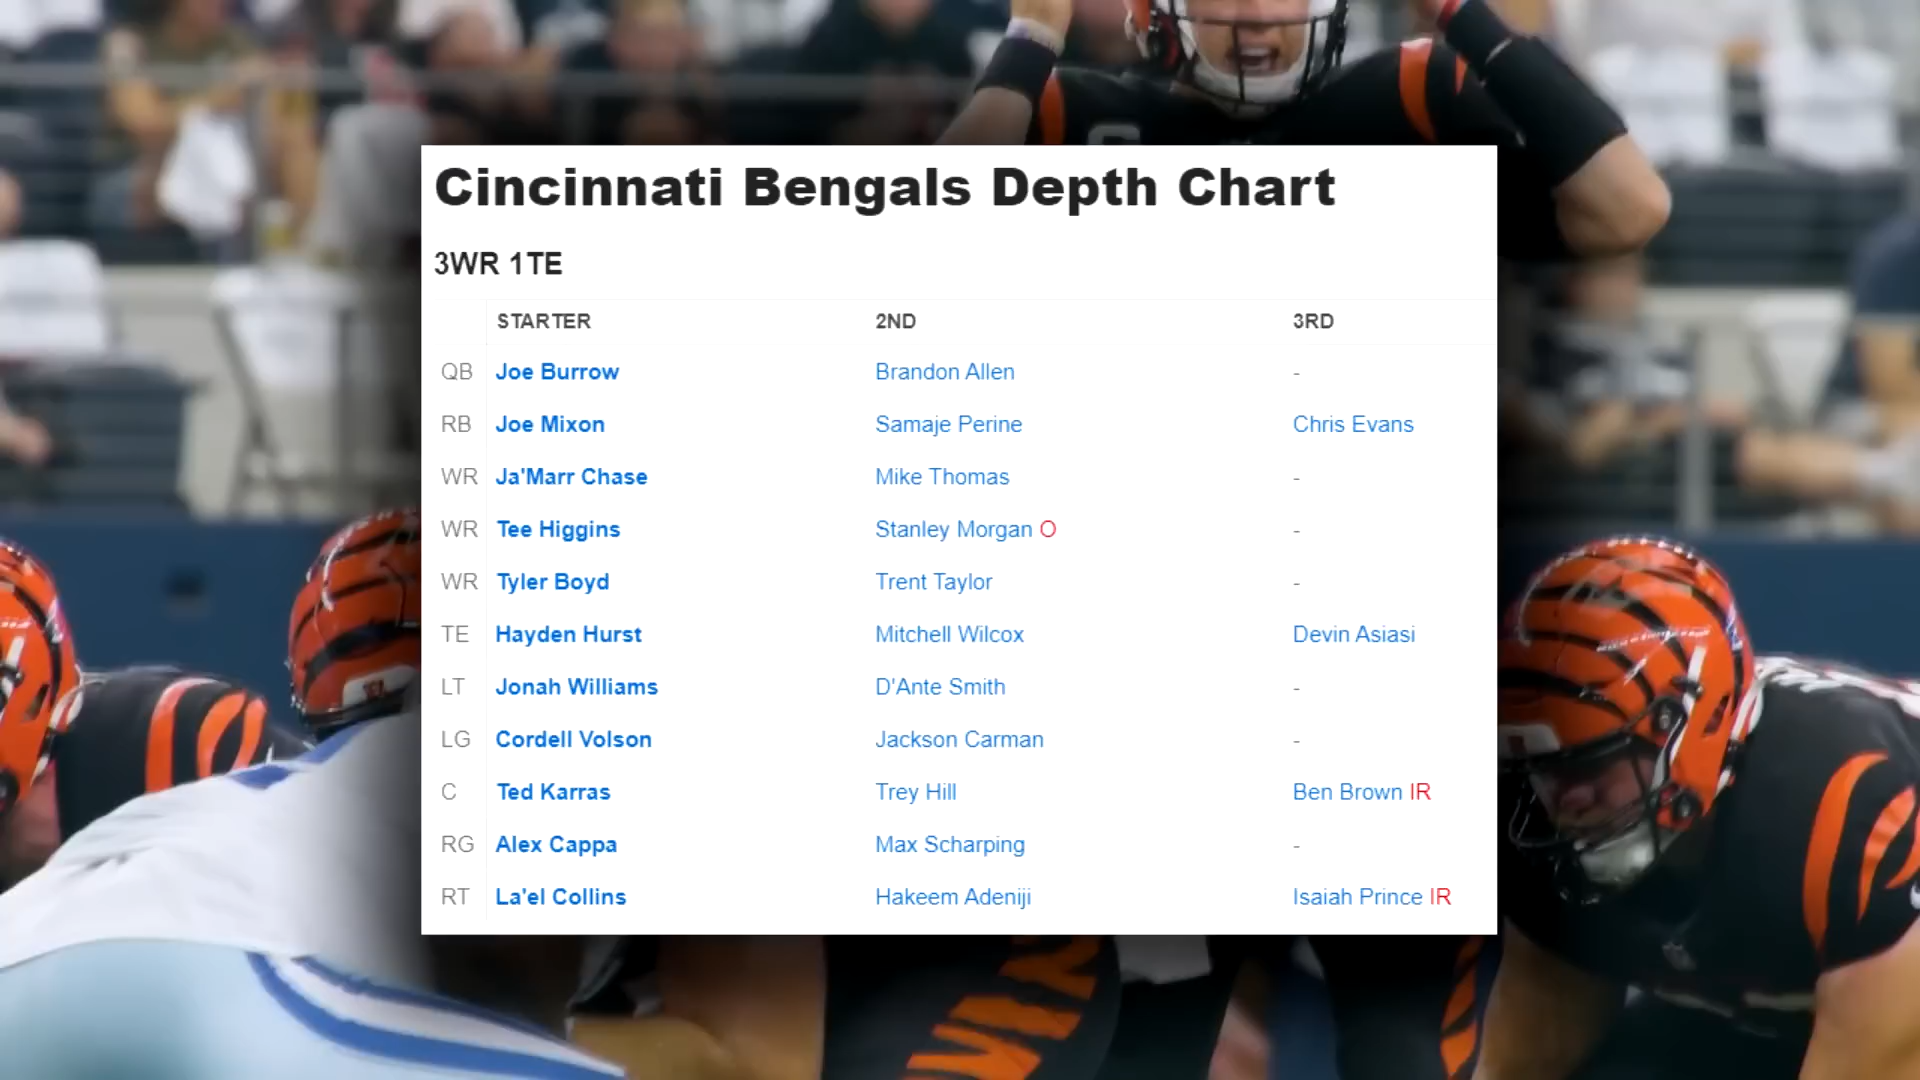 Cincinnati Bengals Depth Chart
3WR 1TE
STARTER 2ND 3RD
QB Joe Burrow Brandon Allen -
RB Joe Mixon Samaje Perine Chris Evans
WR Ja'Marr Chase Mike Thomas -
WR Tee Higgins Stanley Morgan O -
WR Tyler Boyd Trent Taylor -
TE Hayden Hurst Mitchell Wilcox Devin Asiasi
LT Jonah Williams D'Ante Smith -
LG Cordell Volson Jackson Carman -
C Ted Karras Trey Hill Ben Brown IR
RG Alex Cappa Max Scharping -
RT La'el Collins Hakeem Adeniji Isaiah Prince IR